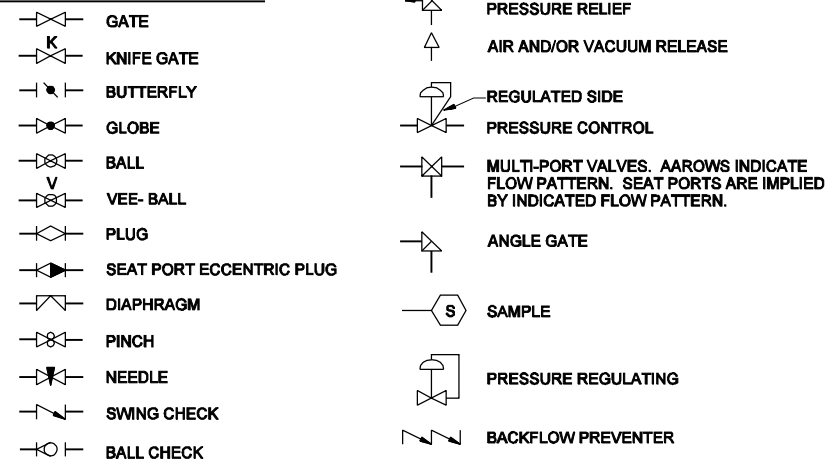 GATE
K
KNIFE GATE
BUTTERFLY
GLOBE
BALL
V
VEE- BALL
PLUG
SEAT PORT ECCENTRIC PLUG
DIAPHRAGM
PINCH
NEEDLE
SWING CHECK
BALL CHECK
PRESSURE RELIEF
AIR AND/OR VACUUM RELEASE
REGULATED SIDE
PRESSURE CONTROL
MULTI-PORT VALVES. AAROWS INDICATE
FLOW PATTERN. SEAT PORTS ARE IMPLIED
BY INDICATED FLOW PATTERN.
ANGLE GATE
S
SAMPLE
PRESSURE REGULATING
BACKFLOW PREVENTER